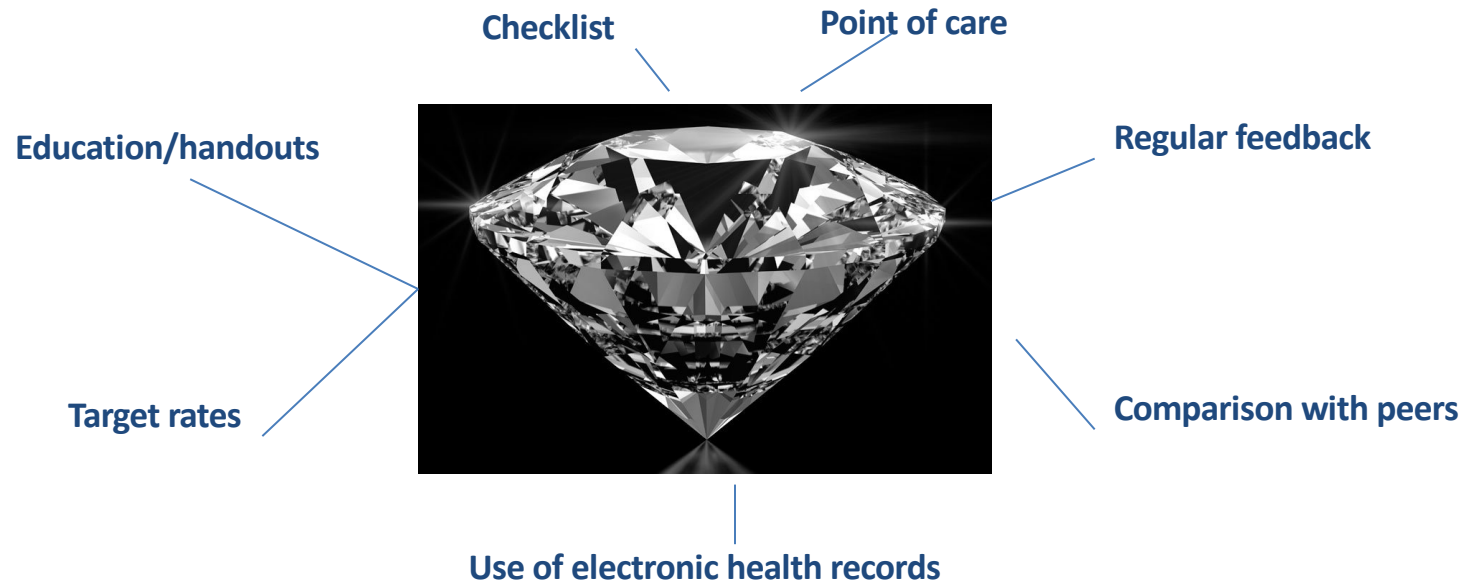 Checklist
Point of care
Education/handouts
Regular feedback
Target rates
Comparison with peers
Use of electronic health records